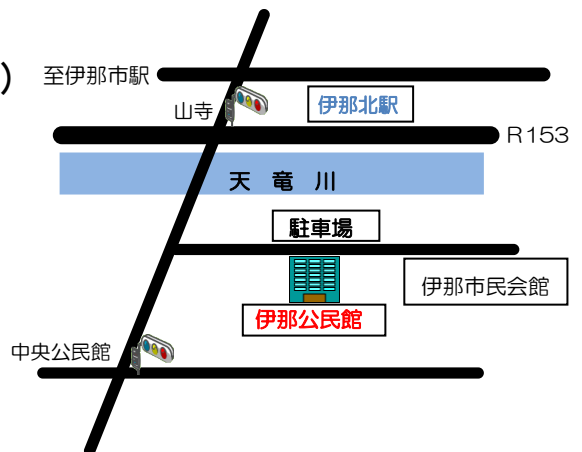 )
至伊那市駅
山寺
伊那北駅
R153
天 竜 川
駐車場
伊那市民会館
伊那公民館
中央公民館